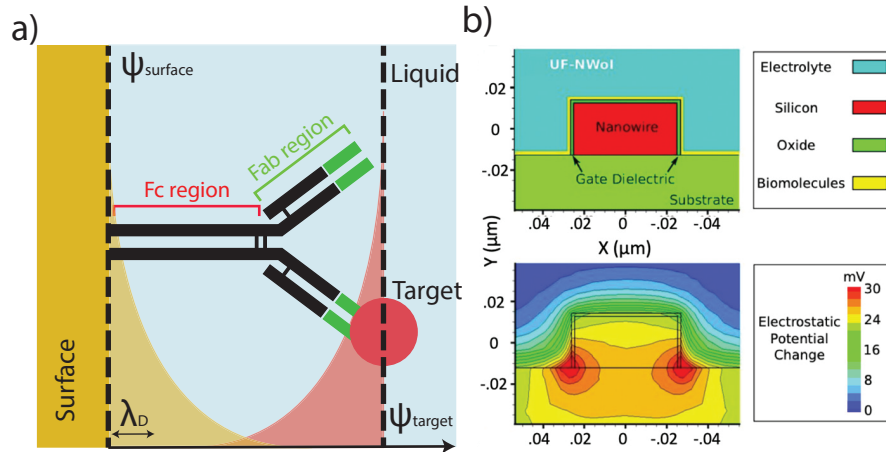 a)
Ψsurface
Liquid
Fab region
Fc region
Target
Surface
λD
Ψtarget
b)
UF-NWoI
Nanowire
Gate Dielectric
Substrate
.02
0
-.02
.04 .02 0 -.02 -.04
X (μm)
Y (μm)
Electrolyte
Silicon
Oxide
Biomolecules
.02
0
-.02
.04 .02 0 -.02 -.04
Electrostatic
Potential
Change
mV
30
24
16
8
0